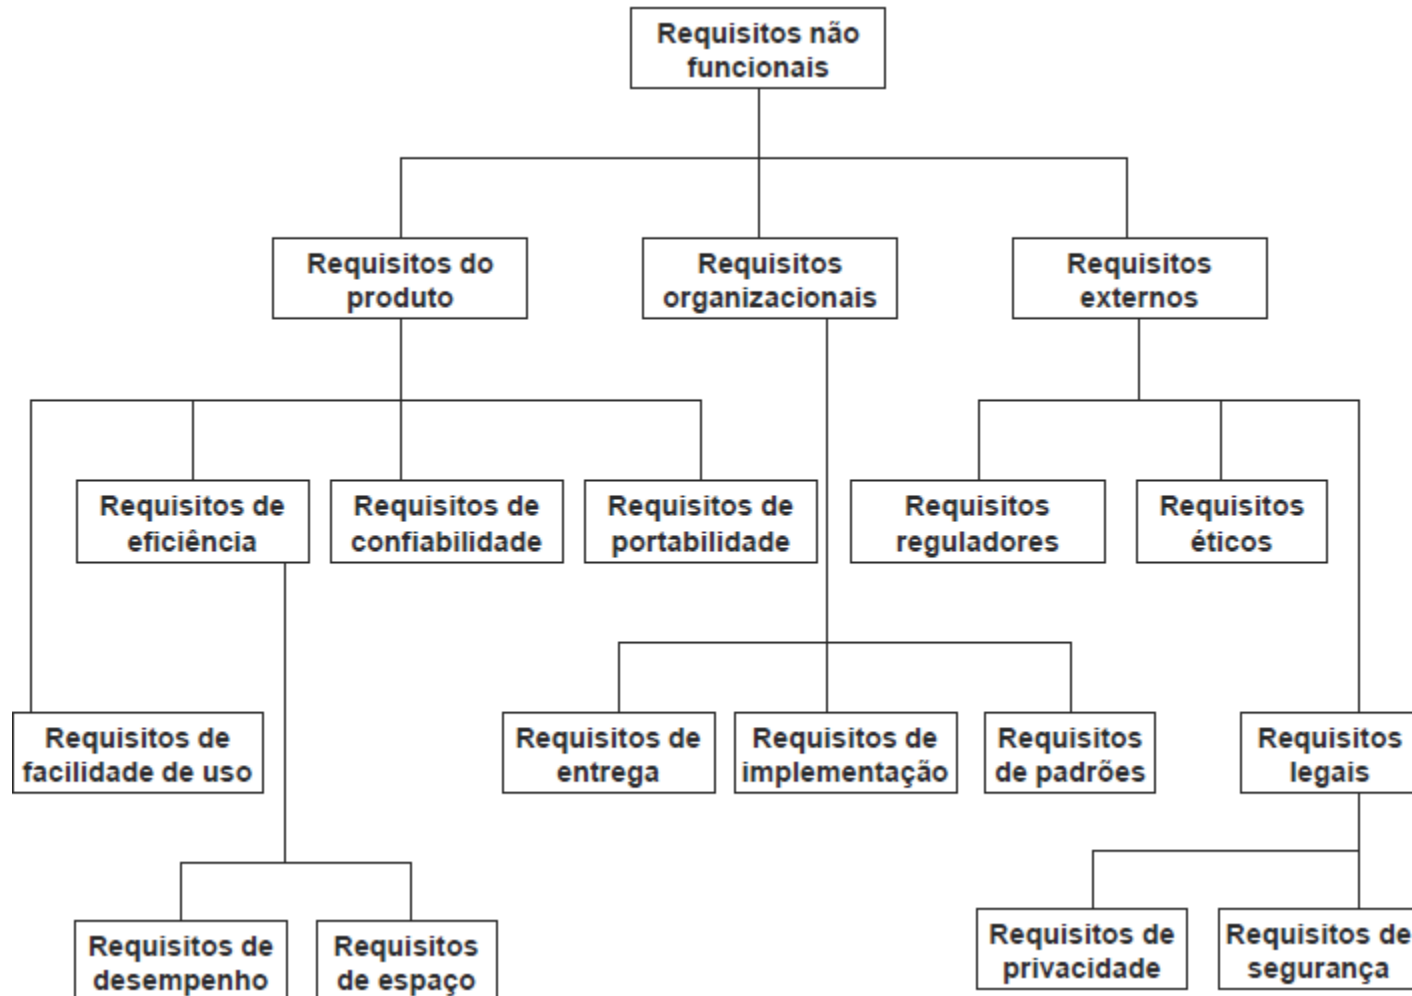 Requisitos não
funcionais
Requisitos do
produto
Requisitos
organizacionais
Requisitos
externos
Requisitos de
eficiência
Requisitos de
confiabilidade
Requisitos de
portabilidade
Requisitos
reguladores
Requisitos
éticos
Requisitos de
facilidade de uso
Requisitos de
entrega
Requisitos de
implementação
Requisitos
de padrões
Requisitos
legais
Requisitos de
desempenho
Requisitos
de espaço
Requisitos de
privacidade
Requisitos de
segurança